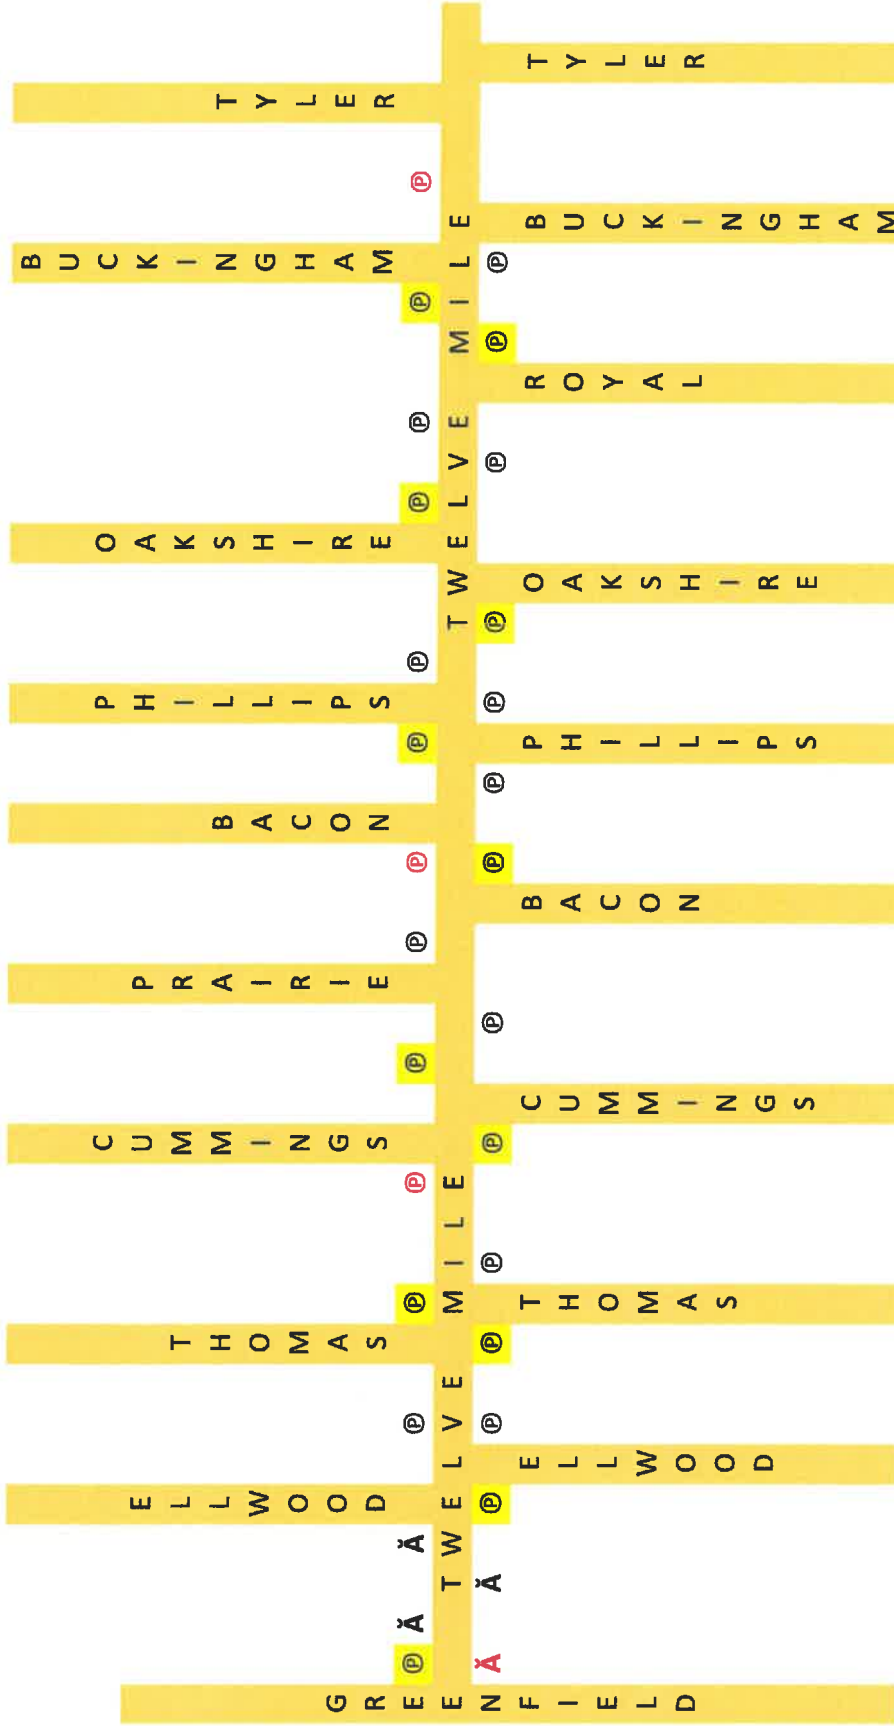 GREENFIELD
ELLWOOD
THOMAS
CUMMINGS
PRAIRIE
BACON
PHILLIPS
OAKSHIRE
BUCKINGHAM
TYLER
Ⓟ Ă Ă Ⓟ Ⓟ Ⓟ Ⓟ Ⓟ Ⓟ Ⓟ Ⓟ Ⓟ Ⓟ Ⓟ Ⓟ
TWELVE MILE TWELVE MILE
Ă Ă Ⓟ Ⓟ Ⓟ Ⓟ Ⓟ Ⓟ Ⓟ Ⓟ Ⓟ Ⓟ Ⓟ Ⓟ Ⓟ
ELLWOOD
THOMAS
CUMMINGS
BACON
PHILLIPS
OAKSHIRE
ROYAL
BUCKINGHAM
TYLER